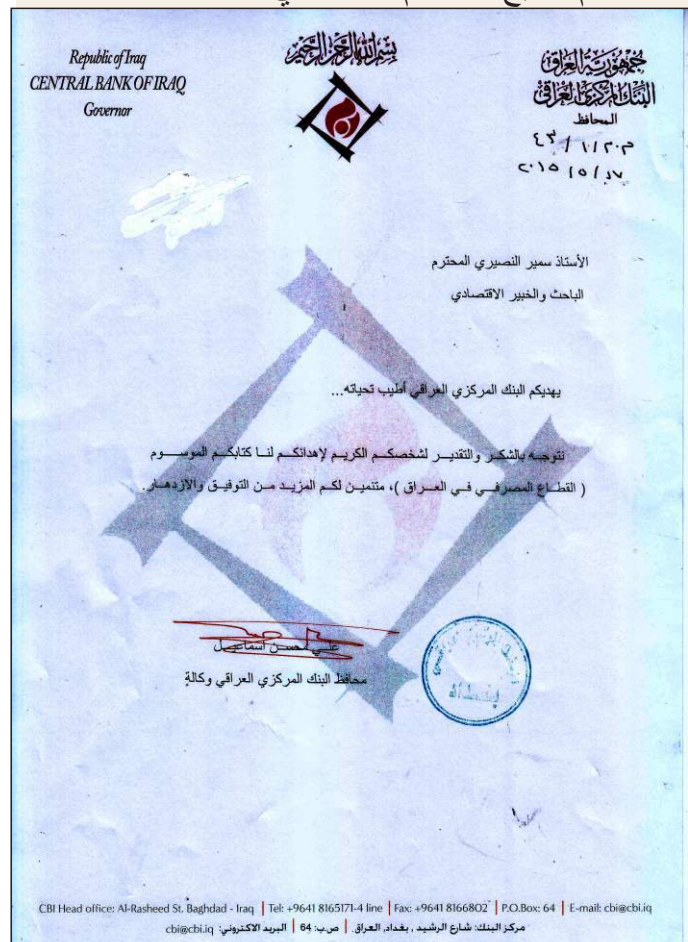 Republic of Iraq
CENTRAL BANK OF IRAQ
Governor
بسم الله الرحمن الرحيم
جمهورية العراق
البنك المركزي العراقي
المحافظ
٤٣
الأستاذ سمير النصيري المحترم
الباحث والخبير الاقتصادي
يهديكم البنك المركزي العراقي أطيب تحياته...
نتوجه بالشكر والتقدير لشخصكم الكريم لإهدائكم لنا كتابكم الموسوم
( القطاع المصرفي في العراق )، متمنين لكم المزيد من التوفيق والازدهار.
علي محسن اسماعيل
محافظ البنك المركزي العراقي وكالةٍ
CBI Head office: Al-Rasheed St. Baghdad - Iraq | Tel: +9641 8165171-4 line | Fax: +9641 8166802 | P.O.Box: 64 | E-mail: cbi@cbi.iq
مركز البنك: شارع الرشيد , بغداد, العراق. | ص.ب: 64 | البريد الاكتروني: cbi@cbi.iq